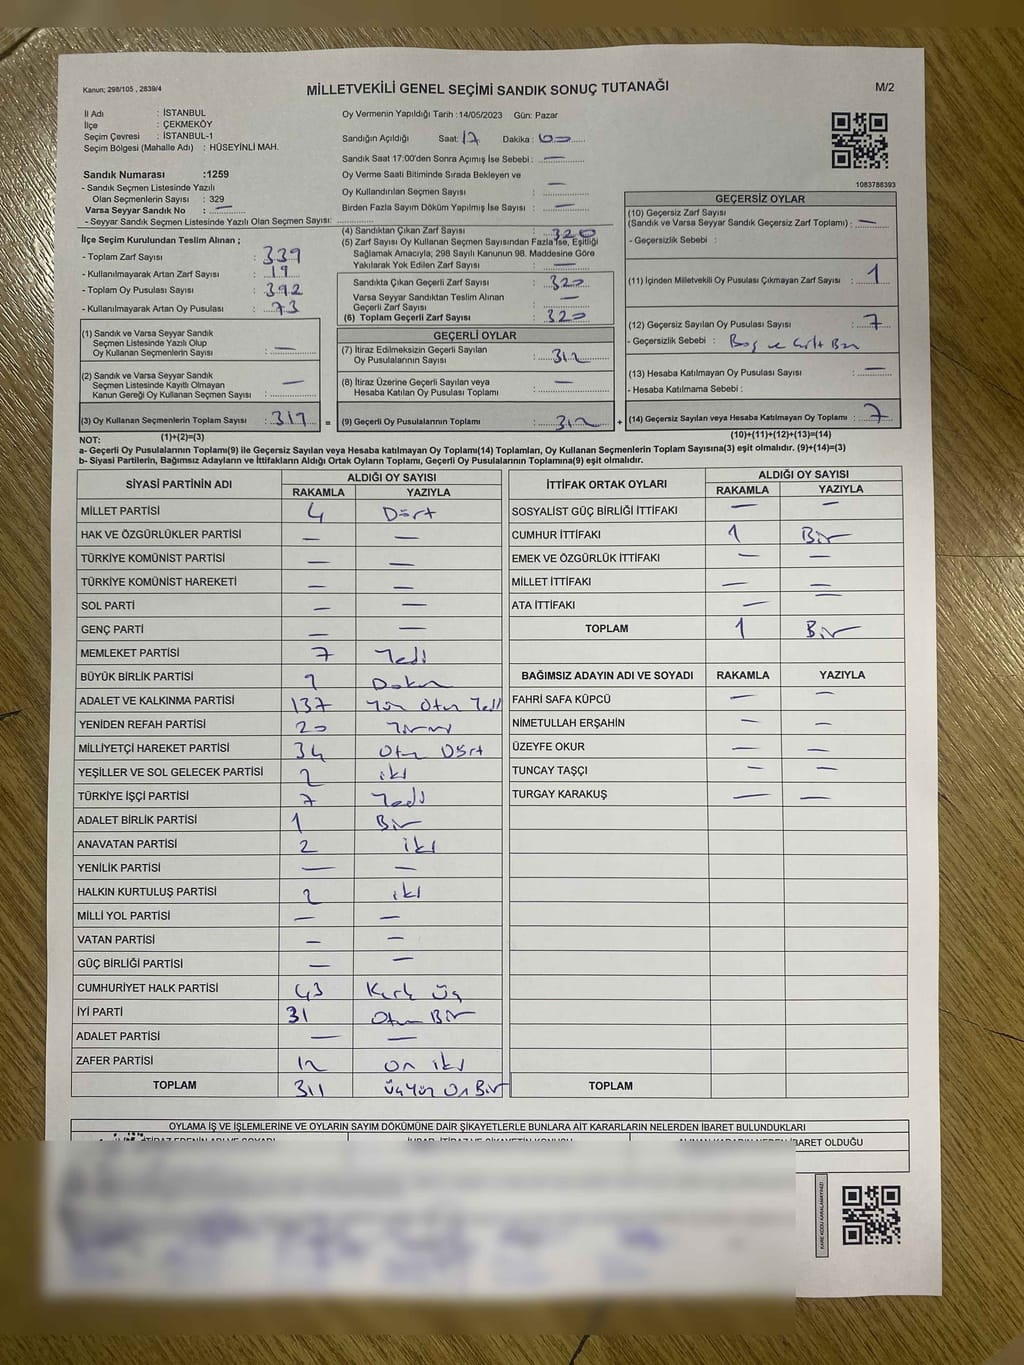 Kanun; 298/105 , 2839/4
MİLLETVEKİLİ GENEL SEÇİMİ SANDIK SONUÇ TUTANAĞI
M/2
İl Adı : İSTANBUL
İlçe : ÇEKMEKÖY
Seçim Çevresi : İSTANBUL-1
Seçim Bölgesi (Mahalle Adı) : HÜSEYİNLİ MAH.
Sandık Numarası :1259
- Sandık Seçmen Listesinde Yazılı
Olan Seçmenlerin Sayısı : 329
Varsa Seyyar Sandık No : —
- Seyyar Sandık Seçmen Listesinde Yazılı Olan Seçmen Sayısı:
Oy Vermenin Yapıldığı Tarih :14/05/2023 Gün: Pazar
Sandığın Açıldığı Saat: 17 Dakika : 00
Sandık Saat 17:00'den Sonra Açımış İse Sebebi : —
Oy Verme Saati Bitiminde Sırada Bekleyen ve
Oy Kullandırılan Seçmen Sayısı : —
Birden Fazla Sayım Döküm Yapılmış İse Sayısı : —
1083788393
İlçe Seçim Kurulundan Teslim Alınan ;
- Toplam Zarf Sayısı : 339
- Kullanılmayarak Artan Zarf Sayısı : 19
- Toplam Oy Pusulası Sayısı : 392
- Kullanılmayarak Artan Oy Pusulası : 73
(1) Sandık ve Varsa Seyyar Sandık
Seçmen Listesinde Yazılı Olup
Oy Kullanan Seçmenlerin Sayısı : —
(2) Sandık ve Varsa Seyyar Sandık
Seçmen Listesinde Kayıtlı Olmayan
Kanun Gereği Oy Kullanan Seçmen Sayısı : —
(3) Oy Kullanan Seçmenlerin Toplam Sayısı : 319
(1)+(2)=(3)
(4) Sandıktan Çıkan Zarf Sayısı : 320
(5) Zarf Sayısı Oy Kullanan Seçmen Sayısından Fazla İse, Eşitliği
Sağlamak Amacıyla; 298 Sayılı Kanunun 98. Maddesine Göre
Yakılarak Yok Edilen Zarf Sayısı : —
Sandıkta Çıkan Geçerli Zarf Sayısı : 320
Varsa Seyyar Sandıktan Teslim Alınan
Geçerli Zarf Sayısı : —
(6) Toplam Geçerli Zarf Sayısı : 320
GEÇERLİ OYLAR
(7) İtiraz Edilmeksizin Geçerli Sayılan
Oy Pusulalarının Sayısı : 312
(8) İtiraz Üzerine Geçerli Sayılan veya
Hesaba Katılan Oy Pusulası Toplamı : —
= (9) Geçerli Oy Pusulalarının Toplamı : 312 +
GEÇERSİZ OYLAR
(10) Geçersiz Zarf Sayısı
(Sandık ve Varsa Seyyar Sandık Geçersiz Zarf Toplamı) : —
- Geçersizlik Sebebi :
(11) İçinden Milletvekili Oy Pusulası Çıkmayan Zarf Sayısı : 1
(12) Geçersiz Sayılan Oy Pusulası Sayısı : 7
- Geçersizlik Sebebi : Boş ve
(13) Hesaba Katılmayan Oy Pusulası Sayısı : —
- Hesaba Katılmama Sebebi :
(14) Geçersiz Sayılan veya Hesaba Katılmayan Oy Toplamı : 7
(10)+(11)+(12)+(13)=(14)
NOT:
a- Geçerli Oy Pusulalarının Toplamı(9) ile Geçersiz Sayılan veya Hesaba katılmayan Oy Toplamı(14) Toplamları, Oy Kullanan Seçmenlerin Toplam Sayısına(3) eşit olmalıdır. (9)+(14)=(3)
b- Siyasi Partilerin, Bağımsız Adayların ve İttifakların Aldığı Ortak Oyların Toplamı, Geçerli Oy Pusulalarının Toplamına(9) eşit olmalıdır.
SİYASİ PARTİNİN ADI ALDIĞI OY SAYISI
RAKAMLA YAZIYLA
MİLLET PARTİSİ 4 Dört
HAK VE ÖZGÜRLÜKLER PARTİSİ — —
TÜRKİYE KOMÜNİST PARTİSİ — —
TÜRKİYE KOMÜNİST HAREKETİ — —
SOL PARTİ — —
GENÇ PARTİ — —
MEMLEKET PARTİSİ 7 Yedi
BÜYÜK BİRLİK PARTİSİ 9 Dokuz
ADALET VE KALKINMA PARTİSİ 137 Yüz Otuz Yedi
YENİDEN REFAH PARTİSİ 20 Yirmi
MİLLİYETÇİ HAREKET PARTİSİ 34 Otuz Dört
YEŞİLLER VE SOL GELECEK PARTİSİ 2 iki
TÜRKİYE İŞÇİ PARTİSİ 7 Yedi
ADALET BİRLİK PARTİSİ 1 Bir
ANAVATAN PARTİSİ 2 iki
YENİLİK PARTİSİ — —
HALKIN KURTULUŞ PARTİSİ 2 iki
MİLLİ YOL PARTİSİ — —
VATAN PARTİSİ — —
GÜÇ BİRLİĞİ PARTİSİ — —
CUMHURİYET HALK PARTİSİ 43 Kırk üç
İYİ PARTİ 31 Otuz Bir
ADALET PARTİSİ — —
ZAFER PARTİSİ 12 on iki
TOPLAM 311 üçyüz On Bir
İTTİFAK ORTAK OYLARI ALDIĞI OY SAYISI
RAKAMLA YAZIYLA
SOSYALİST GÜÇ BİRLİĞİ İTTİFAKI — —
CUMHUR İTTİFAKI 1 Bir
EMEK VE ÖZGÜRLÜK İTTİFAKI — —
MİLLET İTTİFAKI — —
ATA İTTİFAKI — —
TOPLAM 1 Bir
BAĞIMSIZ ADAYIN ADI VE SOYADI RAKAMLA YAZIYLA
FAHRİ SAFA KÜPCÜ — —
NİMETULLAH ERŞAHİN — —
ÜZEYFE OKUR — —
TUNCAY TAŞÇI — —
TURGAY KARAKUŞ — —
TOPLAM
OYLAMA İŞ VE İŞLEMLERİNE VE OYLARIN SAYIM DÖKÜMÜNE DAİR ŞİKAYETLERLE BUNLARA AİT KARARLARIN NELERDEN İBARET BULUNDUKLARI
İBARET OLDUĞU